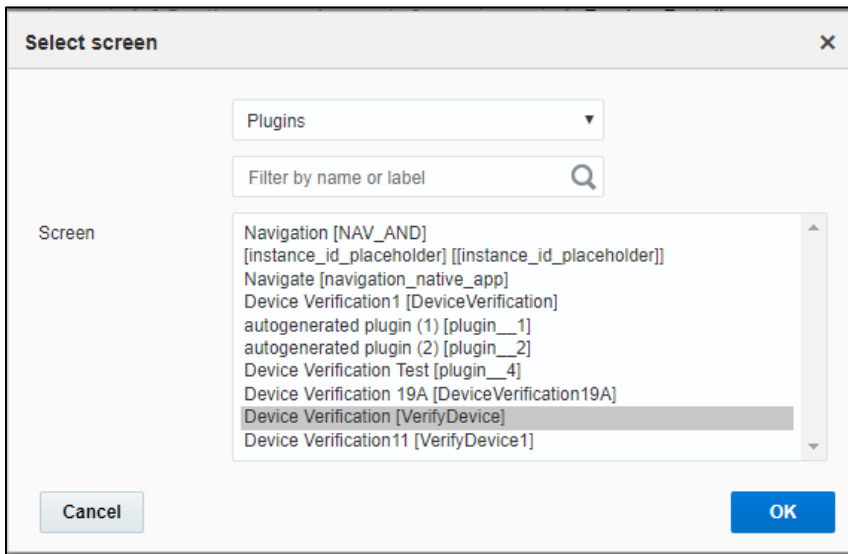 Select screen
Plugins
Filter by name or label
Screen
Navigation [NAV_AND]
[instance_id_placeholder] [[instance_id_placeholder]]
Navigate [navigation_native_app]
Device Verification1 [DeviceVerification]
autogenerated plugin (1) [plugin__1]
autogenerated plugin (2) [plugin__2]
Device Verification Test [plugin__4]
Device Verification 19A [DeviceVerification19A]
Device Verification [VerifyDevice]
Device Verification11 [VerifyDevice1]
Cancel
OK